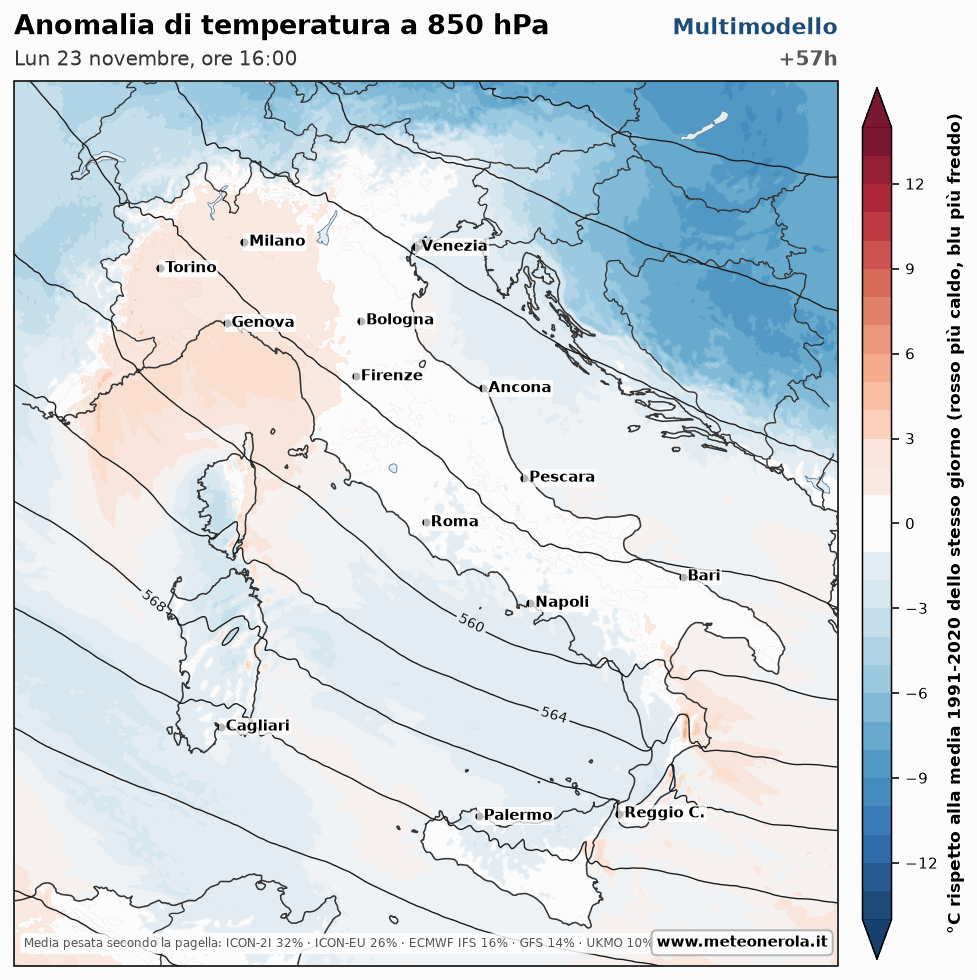 Anomalia di temperatura a 850 hPa
Multimodello
Lun 23 novembre, ore 16:00
+57h
Milano
Venezia
Torino
Genova
Bologna
Firenze
Ancona
Pescara
Roma
Bari
568
Napoli
560
564
Cagliari
Palermo
Reggio C.
12
9
6
3
0
−3
−6
−9
−12
°C rispetto alla media 1991-2020 dello stesso giorno (rosso più caldo, blu più freddo)
Media pesata secondo la pagella: ICON-2I 32% · ICON-EU 26% · ECMWF IFS 16% · GFS 14% · UKMO 10%
www.meteonerola.it